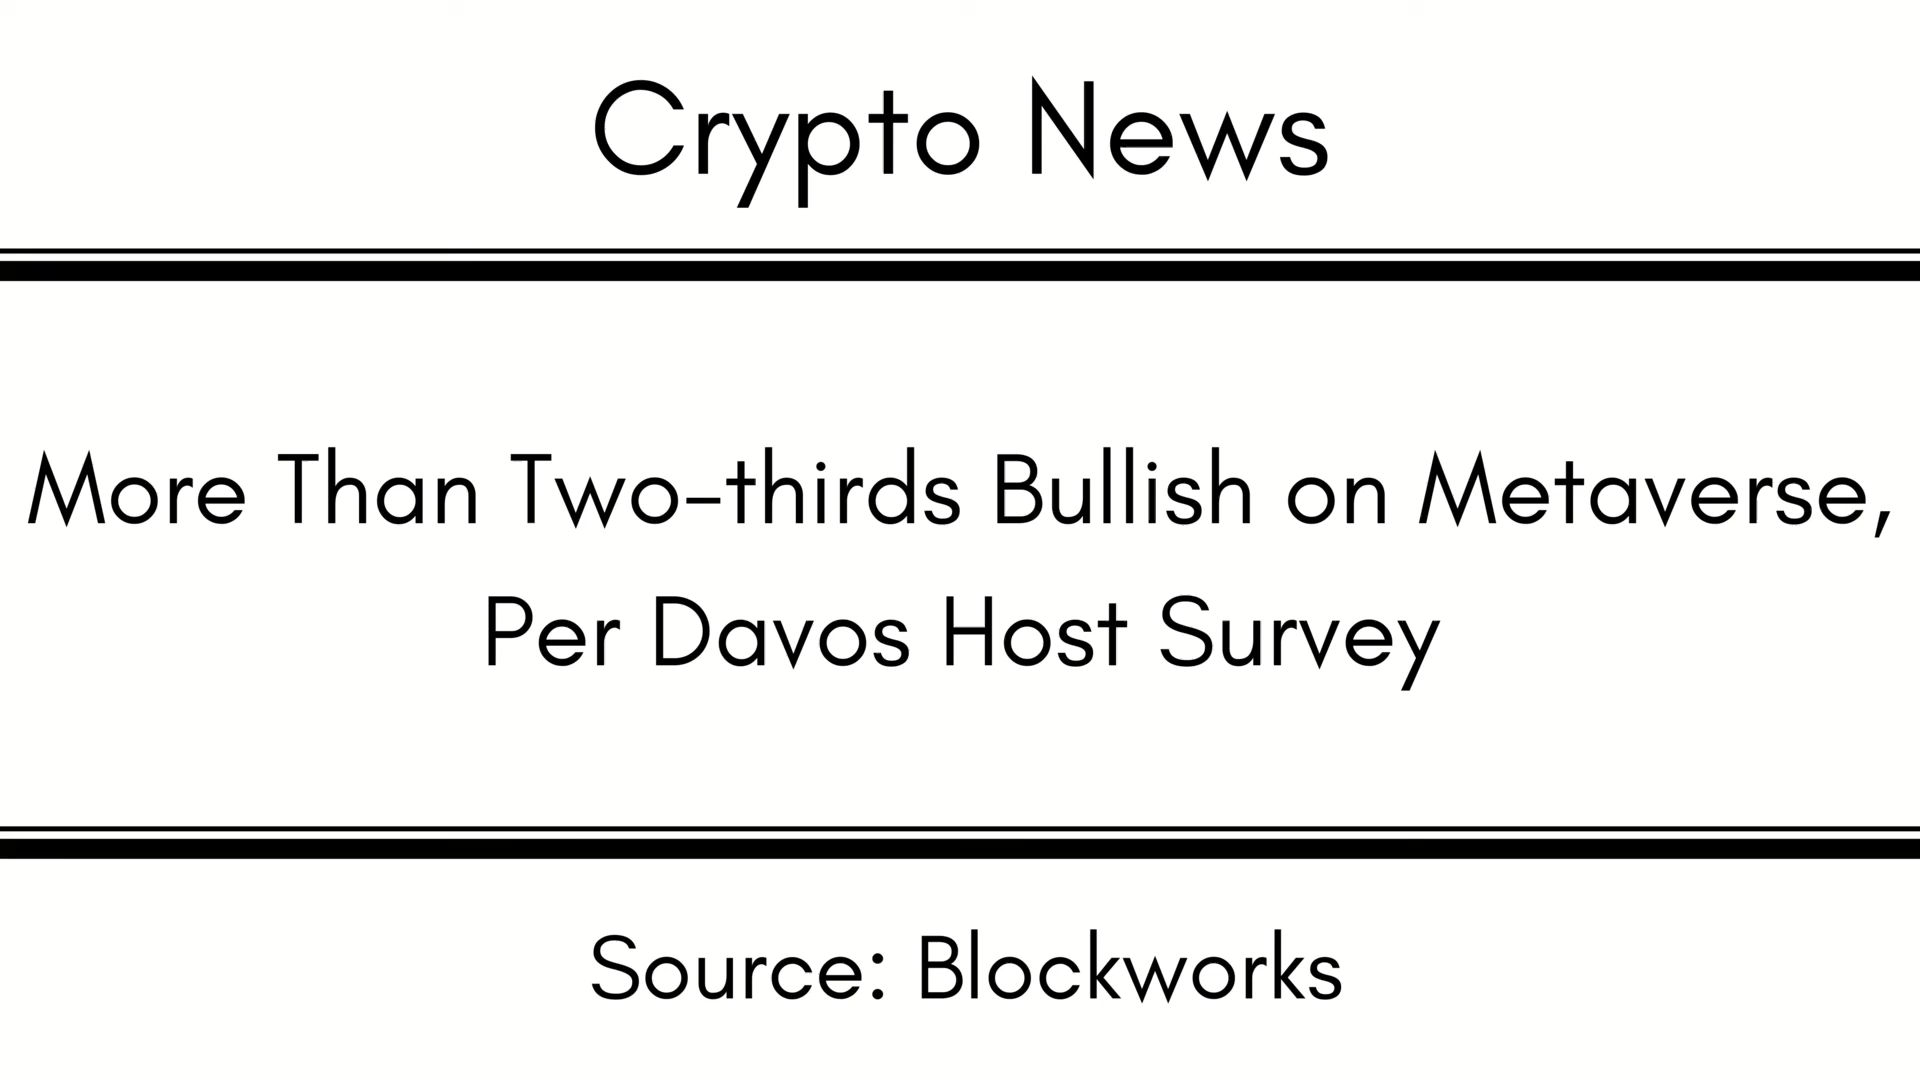 Crypto News
More Than Two-thirds Bullish on Metaverse,
Per Davos Host Survey
Source: Blockworks